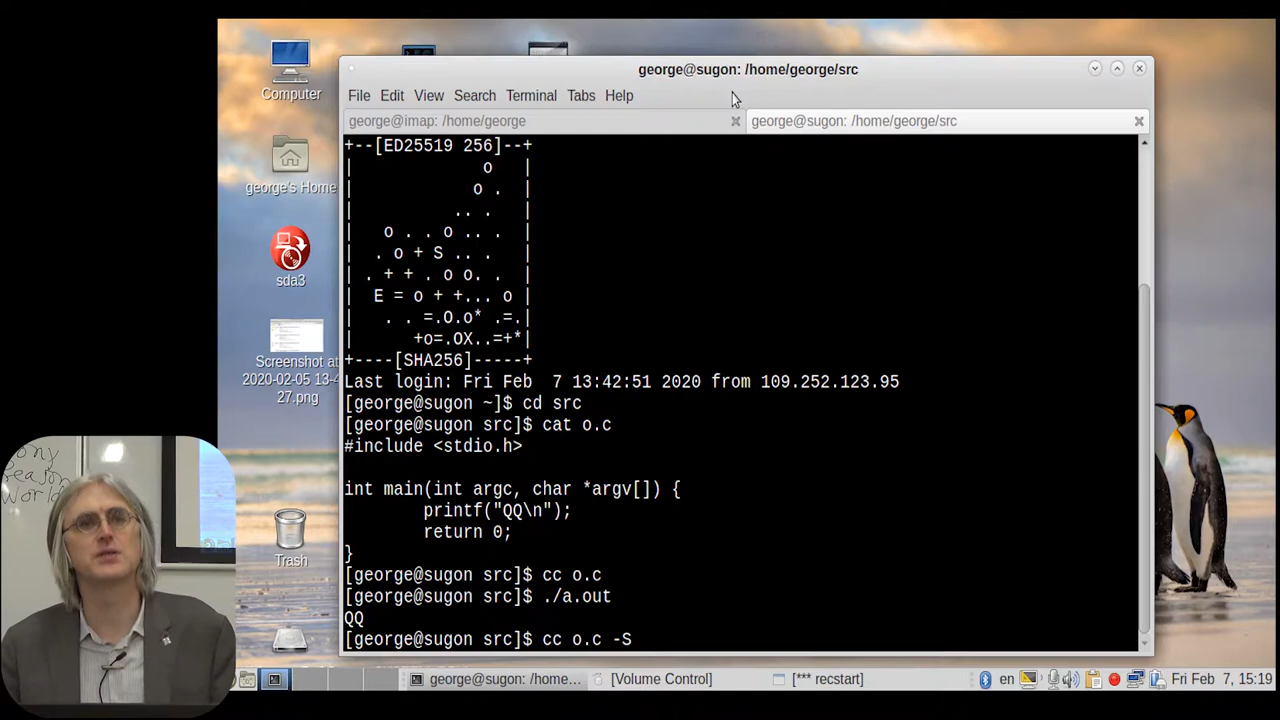 george@sugon: /home/george/src
File Edit View Search Terminal Tabs Help
george@imap: /home/george
george@sugon: /home/george/src
+--[ED25519 256]--+
|             o   |
|            o .  |
|          .. .   |
|   o . . o .. .  |
|  . o + S .. .   |
| . + + . o o. .  |
|  E = o + +... o |
|   . . =.O.o* .=.|
|      +o=.OX..=+*|
+----[SHA256]-----+
Last login: Fri Feb  7 13:42:51 2020 from 109.252.123.95
[george@sugon ~]$ cd src
[george@sugon src]$ cat o.c
#include <stdio.h>
int main(int argc, char *argv[]) {
printf("QQ\n");
return 0;
}
[george@sugon src]$ cc o.c
[george@sugon src]$ ./a.out
QQ
[george@sugon src]$ cc o.c -S
Computer
george's Home
sda3
Screenshot at
2020-02-05 13-4
27.png
Trash
World
george@sugon: /home...
[Volume Control]
[*** recstart]
en
Fri Feb 7, 15:19